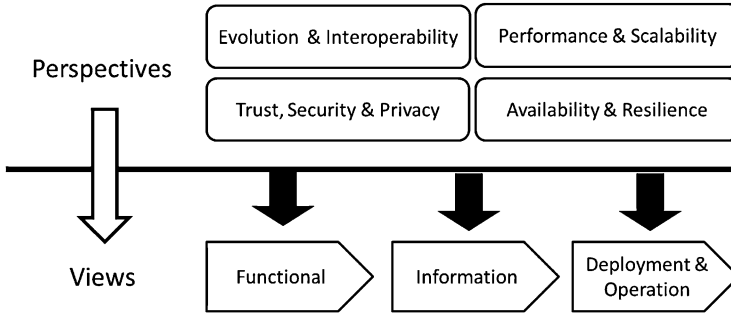 Perspectives
Evolution & Interoperability
Performance & Scalability
Trust, Security & Privacy
Availability & Resilience
Views
Functional
Information
Deployment &
Operation